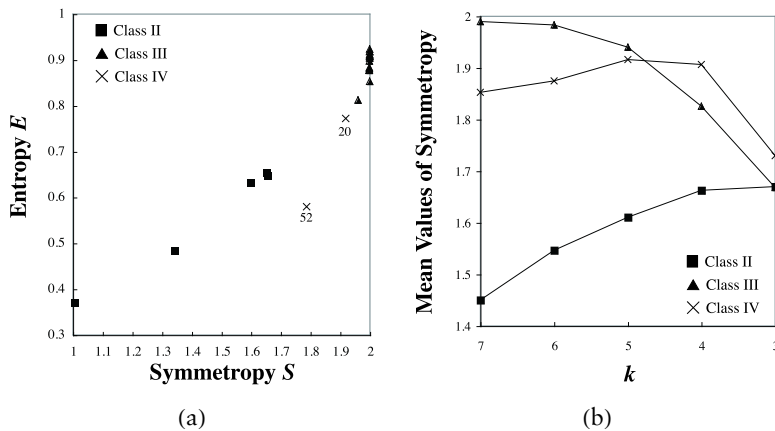 1
0.9
0.8
0.7
0.6
0.5
0.4
0.3
Entropy E
Class II
Class III
Class IV
20
52
1 1.1 1.2 1.3 1.4 1.5 1.6 1.7 1.8 1.9 2
Symmetropy S
(a)
2
1.9
1.8
1.7
1.6
1.5
1.4
Mean Values of Symmetropy
Class II
Class III
Class IV
7 6 5 4 3
k
(b)